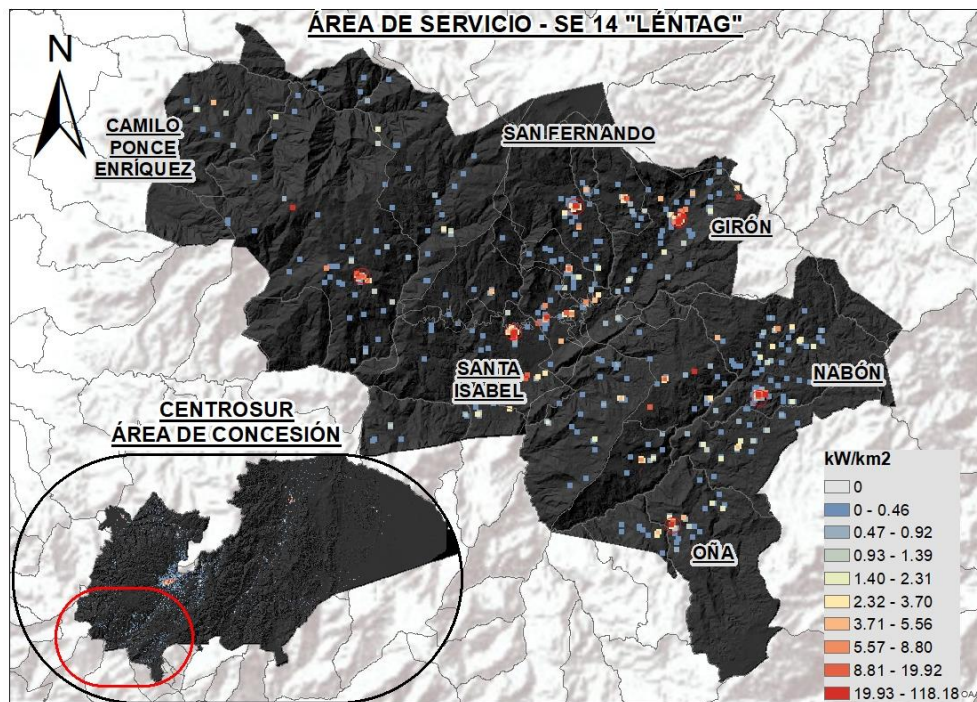 ÁREA DE SERVICIO - SE 14 "LÉNTAG"
N
CAMILO
PONCE
ENRÍQUEZ
SAN FERNANDO
GIRÓN
SANTA
ISABEL
NABÓN
OÑA
CENTROSUR
ÁREA DE CONCESIÓN
kW/km2
0
0 - 0.46
0.47 - 0.92
0.93 - 1.39
1.40 - 2.31
2.32 - 3.70
3.71 - 5.56
5.57 - 8.80
8.81 - 19.92
19.93 - 118.18